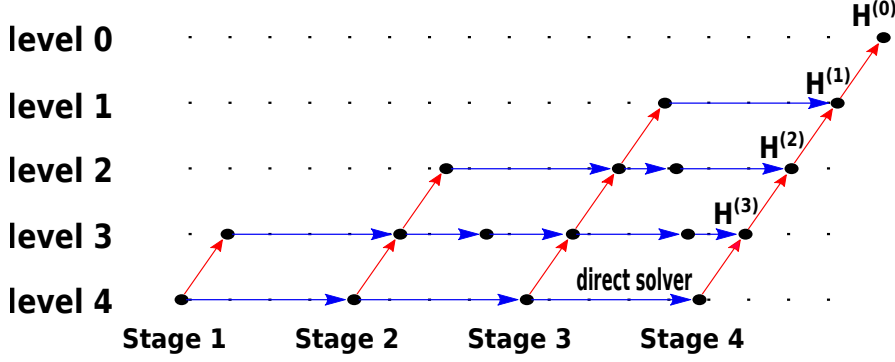 H⁽⁰⁾
level 0
H⁽¹⁾
level 1
H⁽²⁾
level 2
H⁽³⁾
level 3
direct solver
level 4
Stage 1 Stage 2 Stage 3 Stage 4